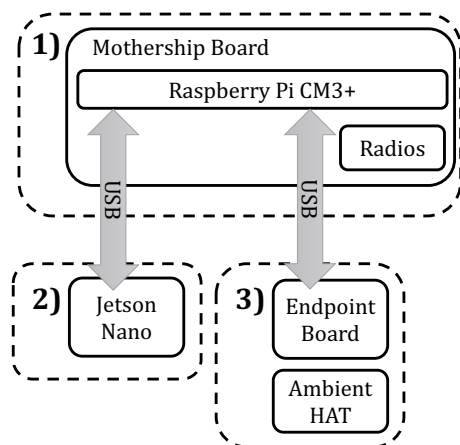 1)
Mothership Board
Raspberry Pi CM3+
Radios
USB
USB
2)
Jetson
Nano
3)
Endpoint
Board
Ambient
HAT